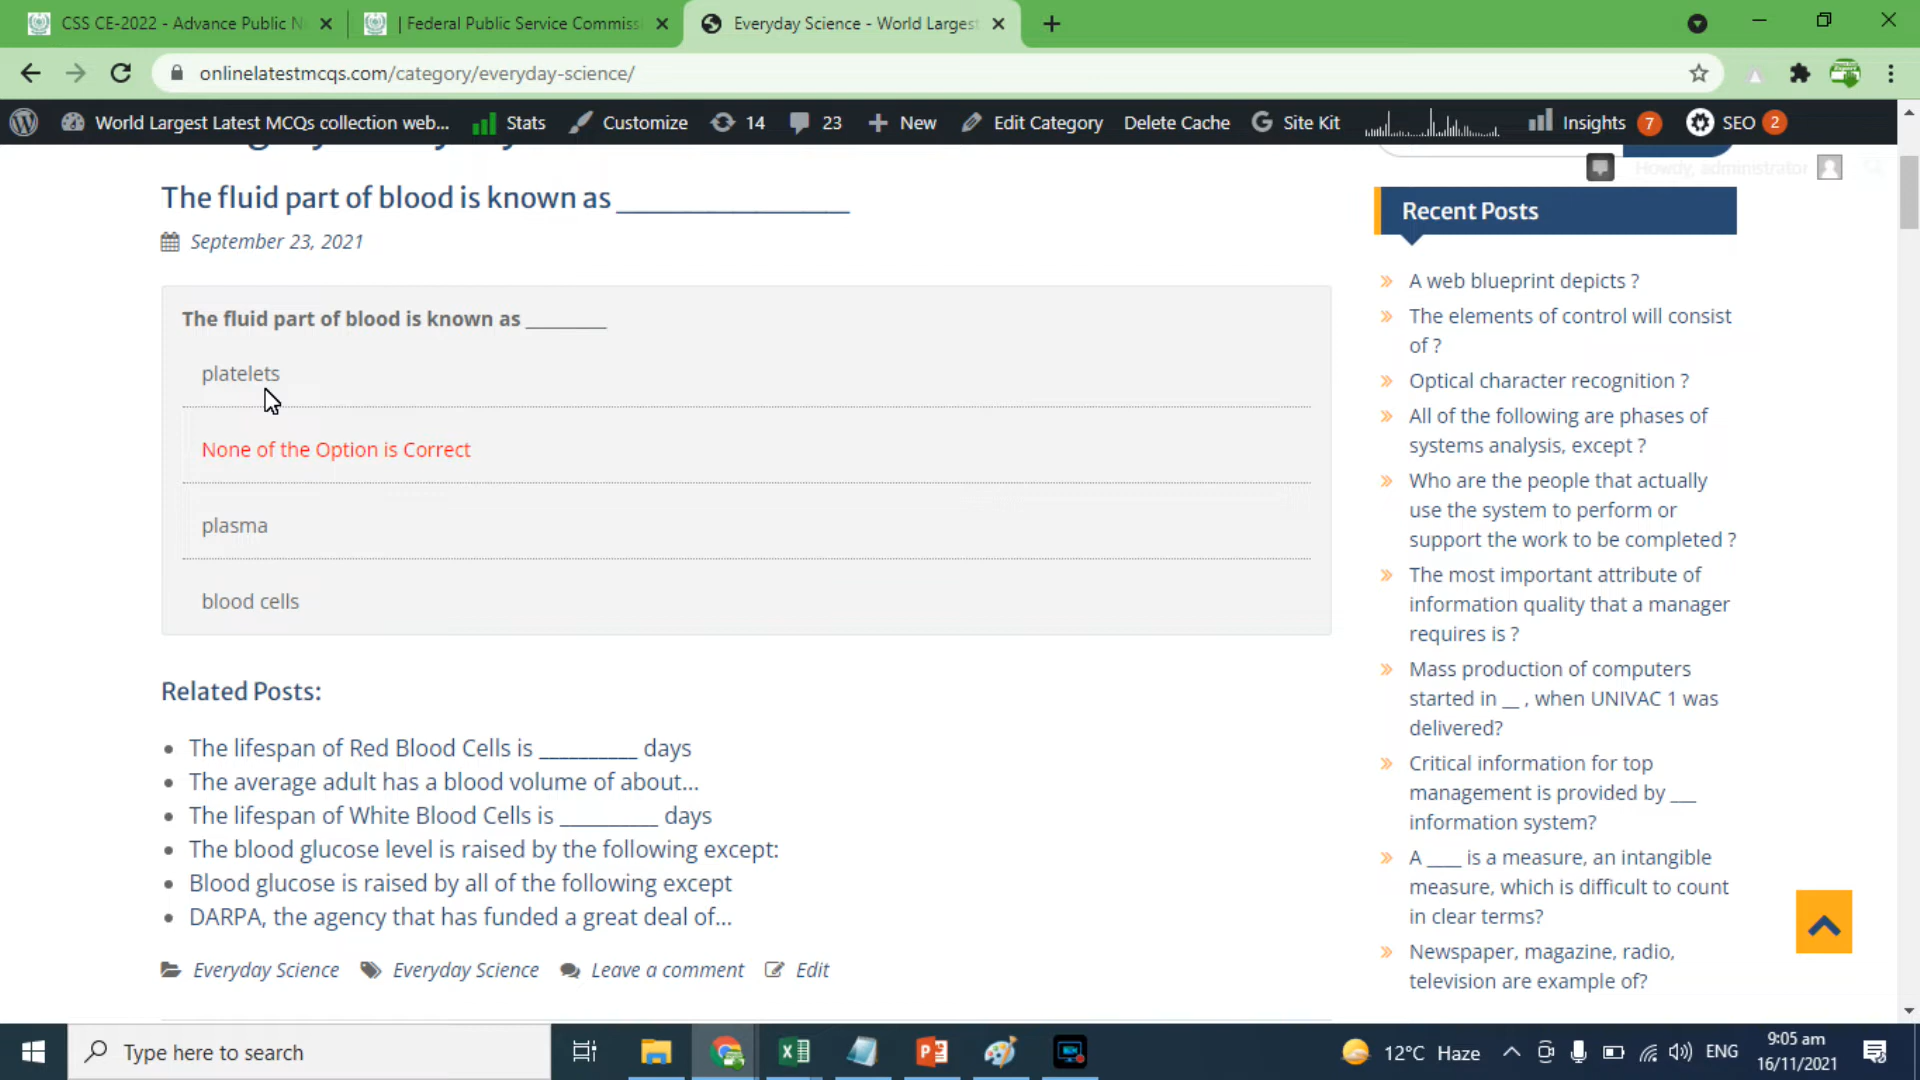 CSS CE-2022 - Advance Public N
| Federal Public Service Commiss
Everyday Science - World Largest
onlinelatestmcqs.com/category/everyday-science/
World Largest Latest MCQs collection web... Stats Customize 14 23 New Edit Category Delete Cache Site Kit Insights 7 SEO 2
Howdy, administrator
The fluid part of blood is known as ___________________
September 23, 2021
The fluid part of blood is known as _________
platelets
None of the Option is Correct
plasma
blood cells
Related Posts:
The lifespan of Red Blood Cells is __________ days
The average adult has a blood volume of about…
The lifespan of White Blood Cells is __________ days
The blood glucose level is raised by the following except:
Blood glucose is raised by all of the following except
DARPA, the agency that has funded a great deal of…
Everyday Science Everyday Science Leave a comment Edit
Recent Posts
A web blueprint depicts ?
The elements of control will consist
of ?
Optical character recognition ?
All of the following are phases of
systems analysis, except ?
Who are the people that actually
use the system to perform or
support the work to be completed ?
The most important attribute of
information quality that a manager
requires is ?
Mass production of computers
started in __ , when UNIVAC 1 was
delivered?
Critical information for top
management is provided by ___
information system?
A ____ is a measure, an intangible
measure, which is difficult to count
in clear terms?
Newspaper, magazine, radio,
television are example of?
Type here to search
12°C Haze
ENG
9:05 am
16/11/2021